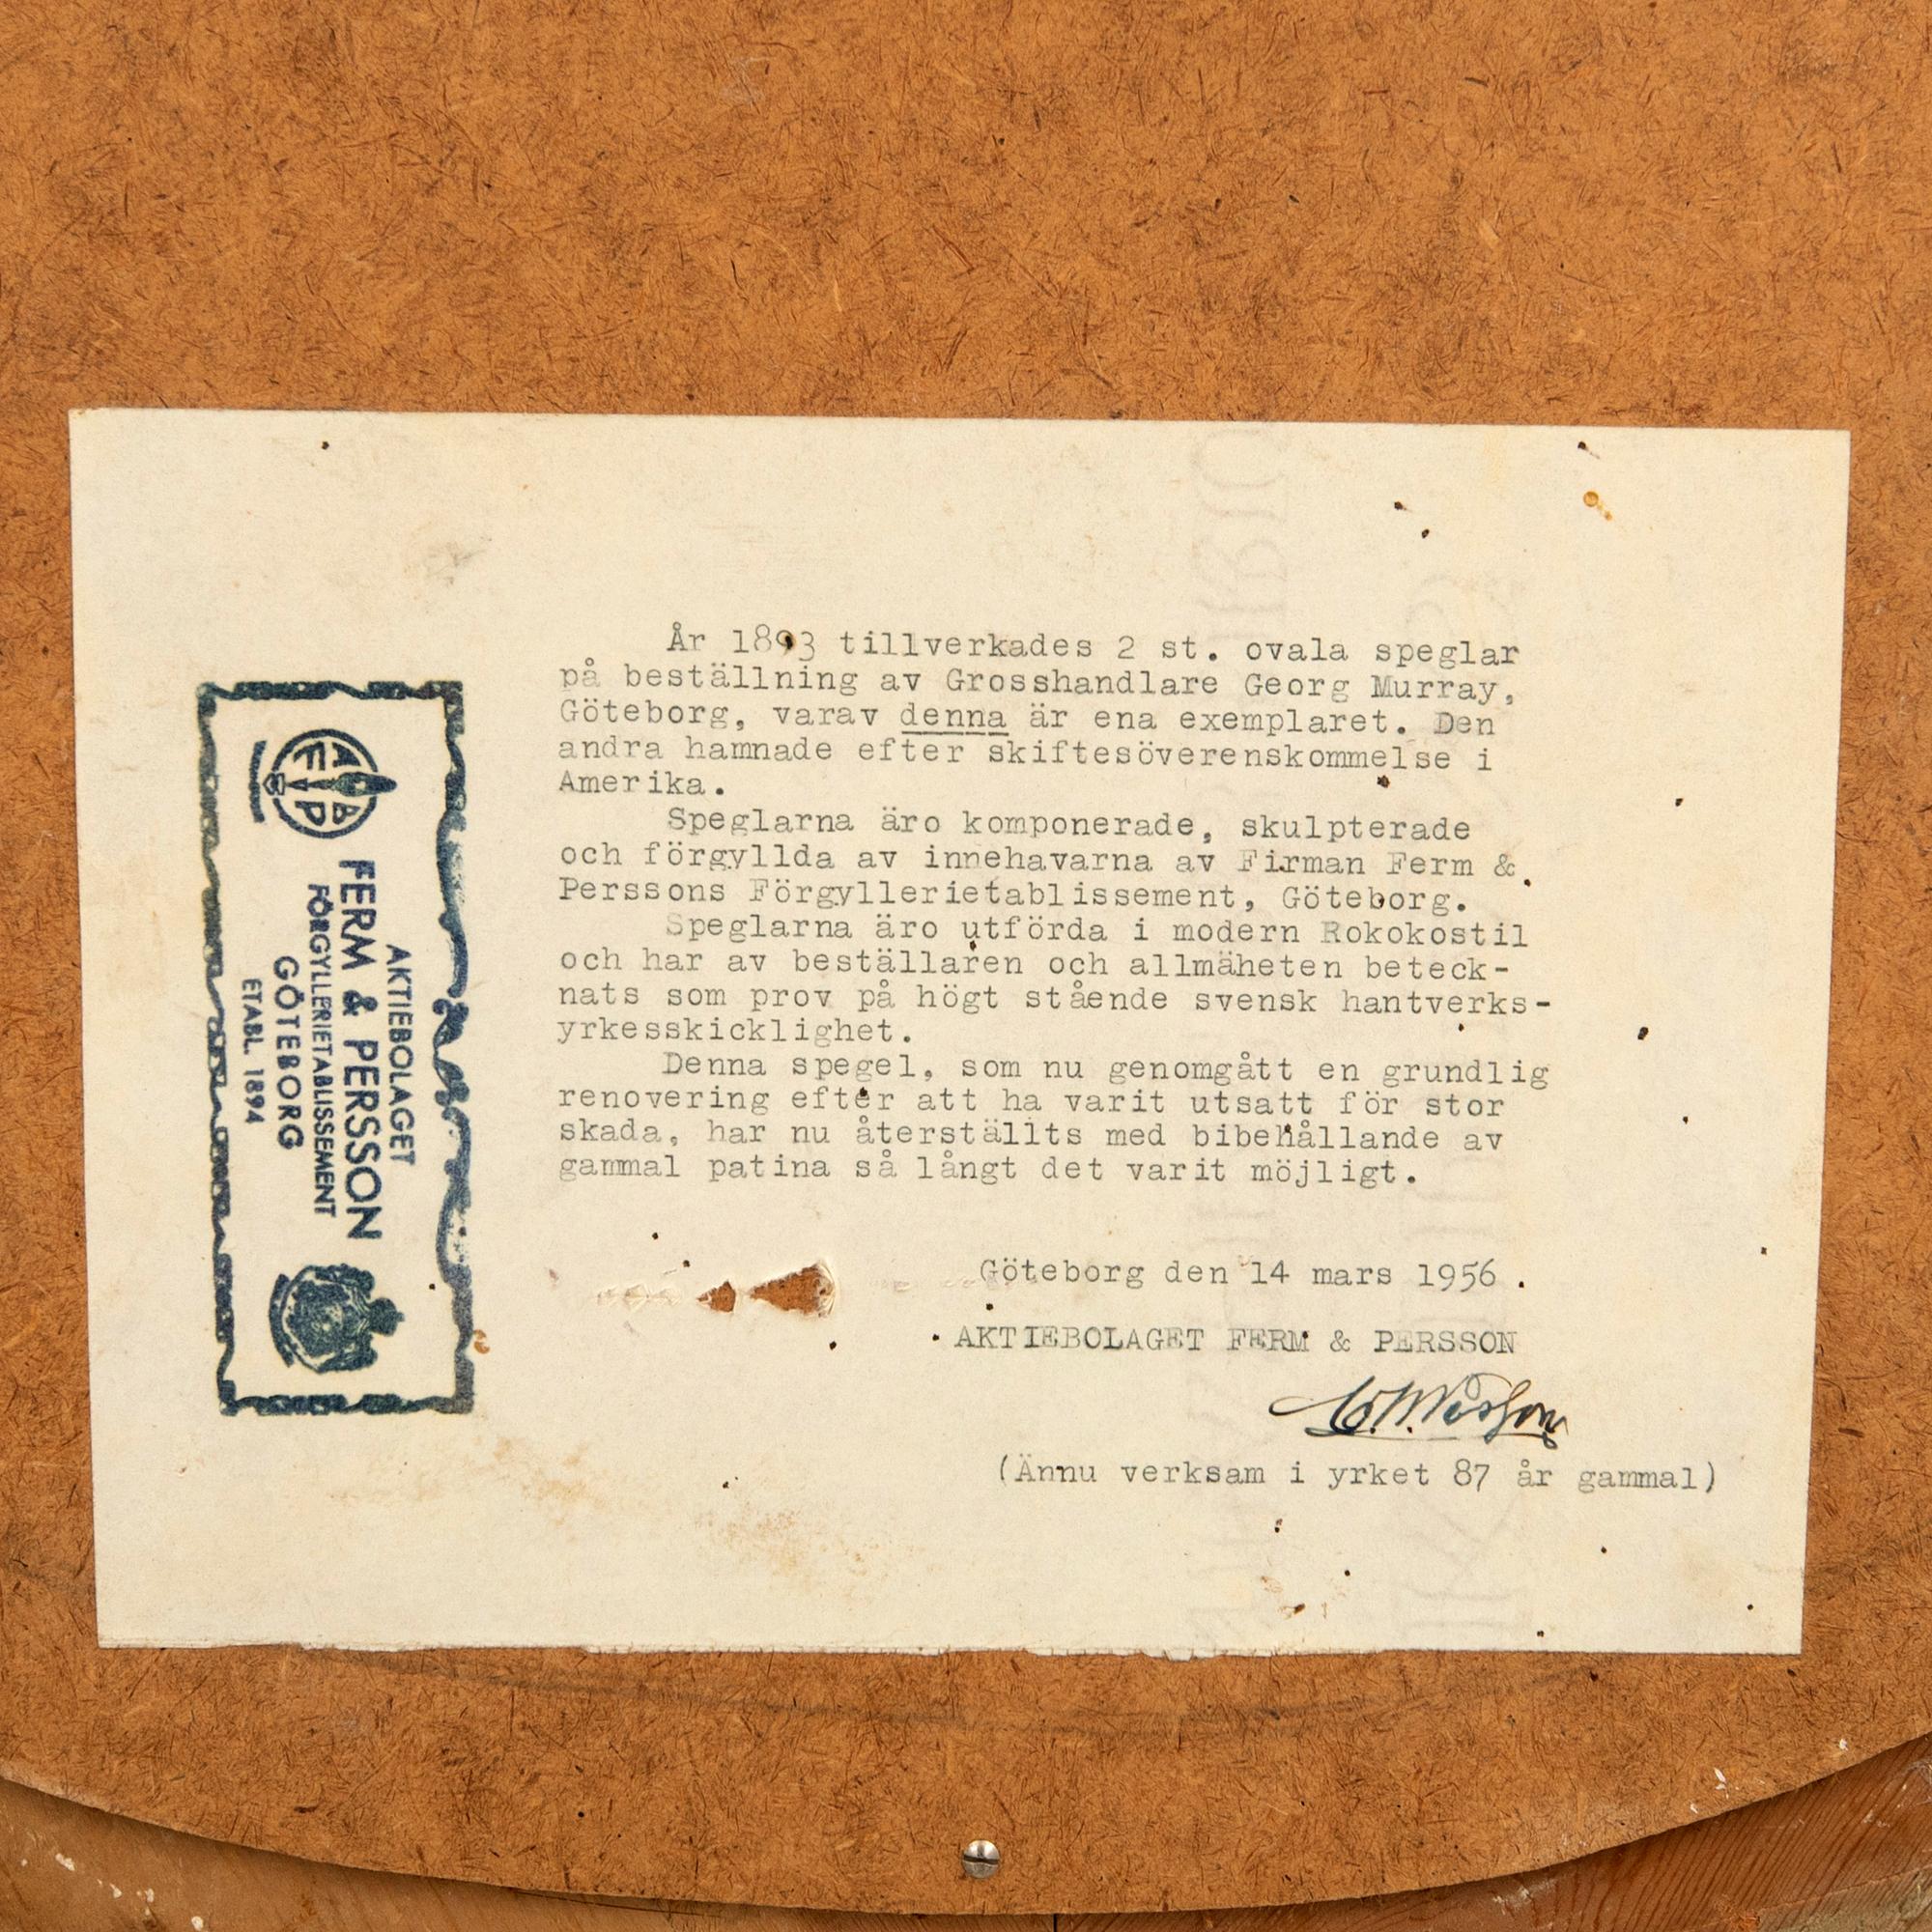 År 1893 tillverkades 2 st. ovala speglar
på beställning av Grosshandlare Georg Murray,
Göteborg, varav denna är ena exemplaret. Den
andra hamnade efter skiftesöverenskommelse i
Amerika.
Speglarna äro komponerade, skulpterade
och förgyllda av innehavarna av Firman Ferm &
Perssons Förgyllerietablissement, Göteborg.
Speglarna äro utförda i modern Rokokostil
och har av beställaren och allmäheten beteck-
nats som prov på högt stående svensk hantverks-
yrkesskicklighet.
Denna spegel, som nu genomgått en grundlig
renovering efter att ha varit utsatt för stor
skada, har nu återställts med bibehållande av
gammal patina så långt det varit möjligt.
Göteborg den 14 mars 1956.
AKTIEBOLAGET FERM & PERSSON
(Ännu verksam i yrket 87 år gammal)
AKTIEBOLAGET
FERM & PERSSON
FÖRGYLLERIETABLISSEMENT
GÖTEBORG
ETABL. 1894